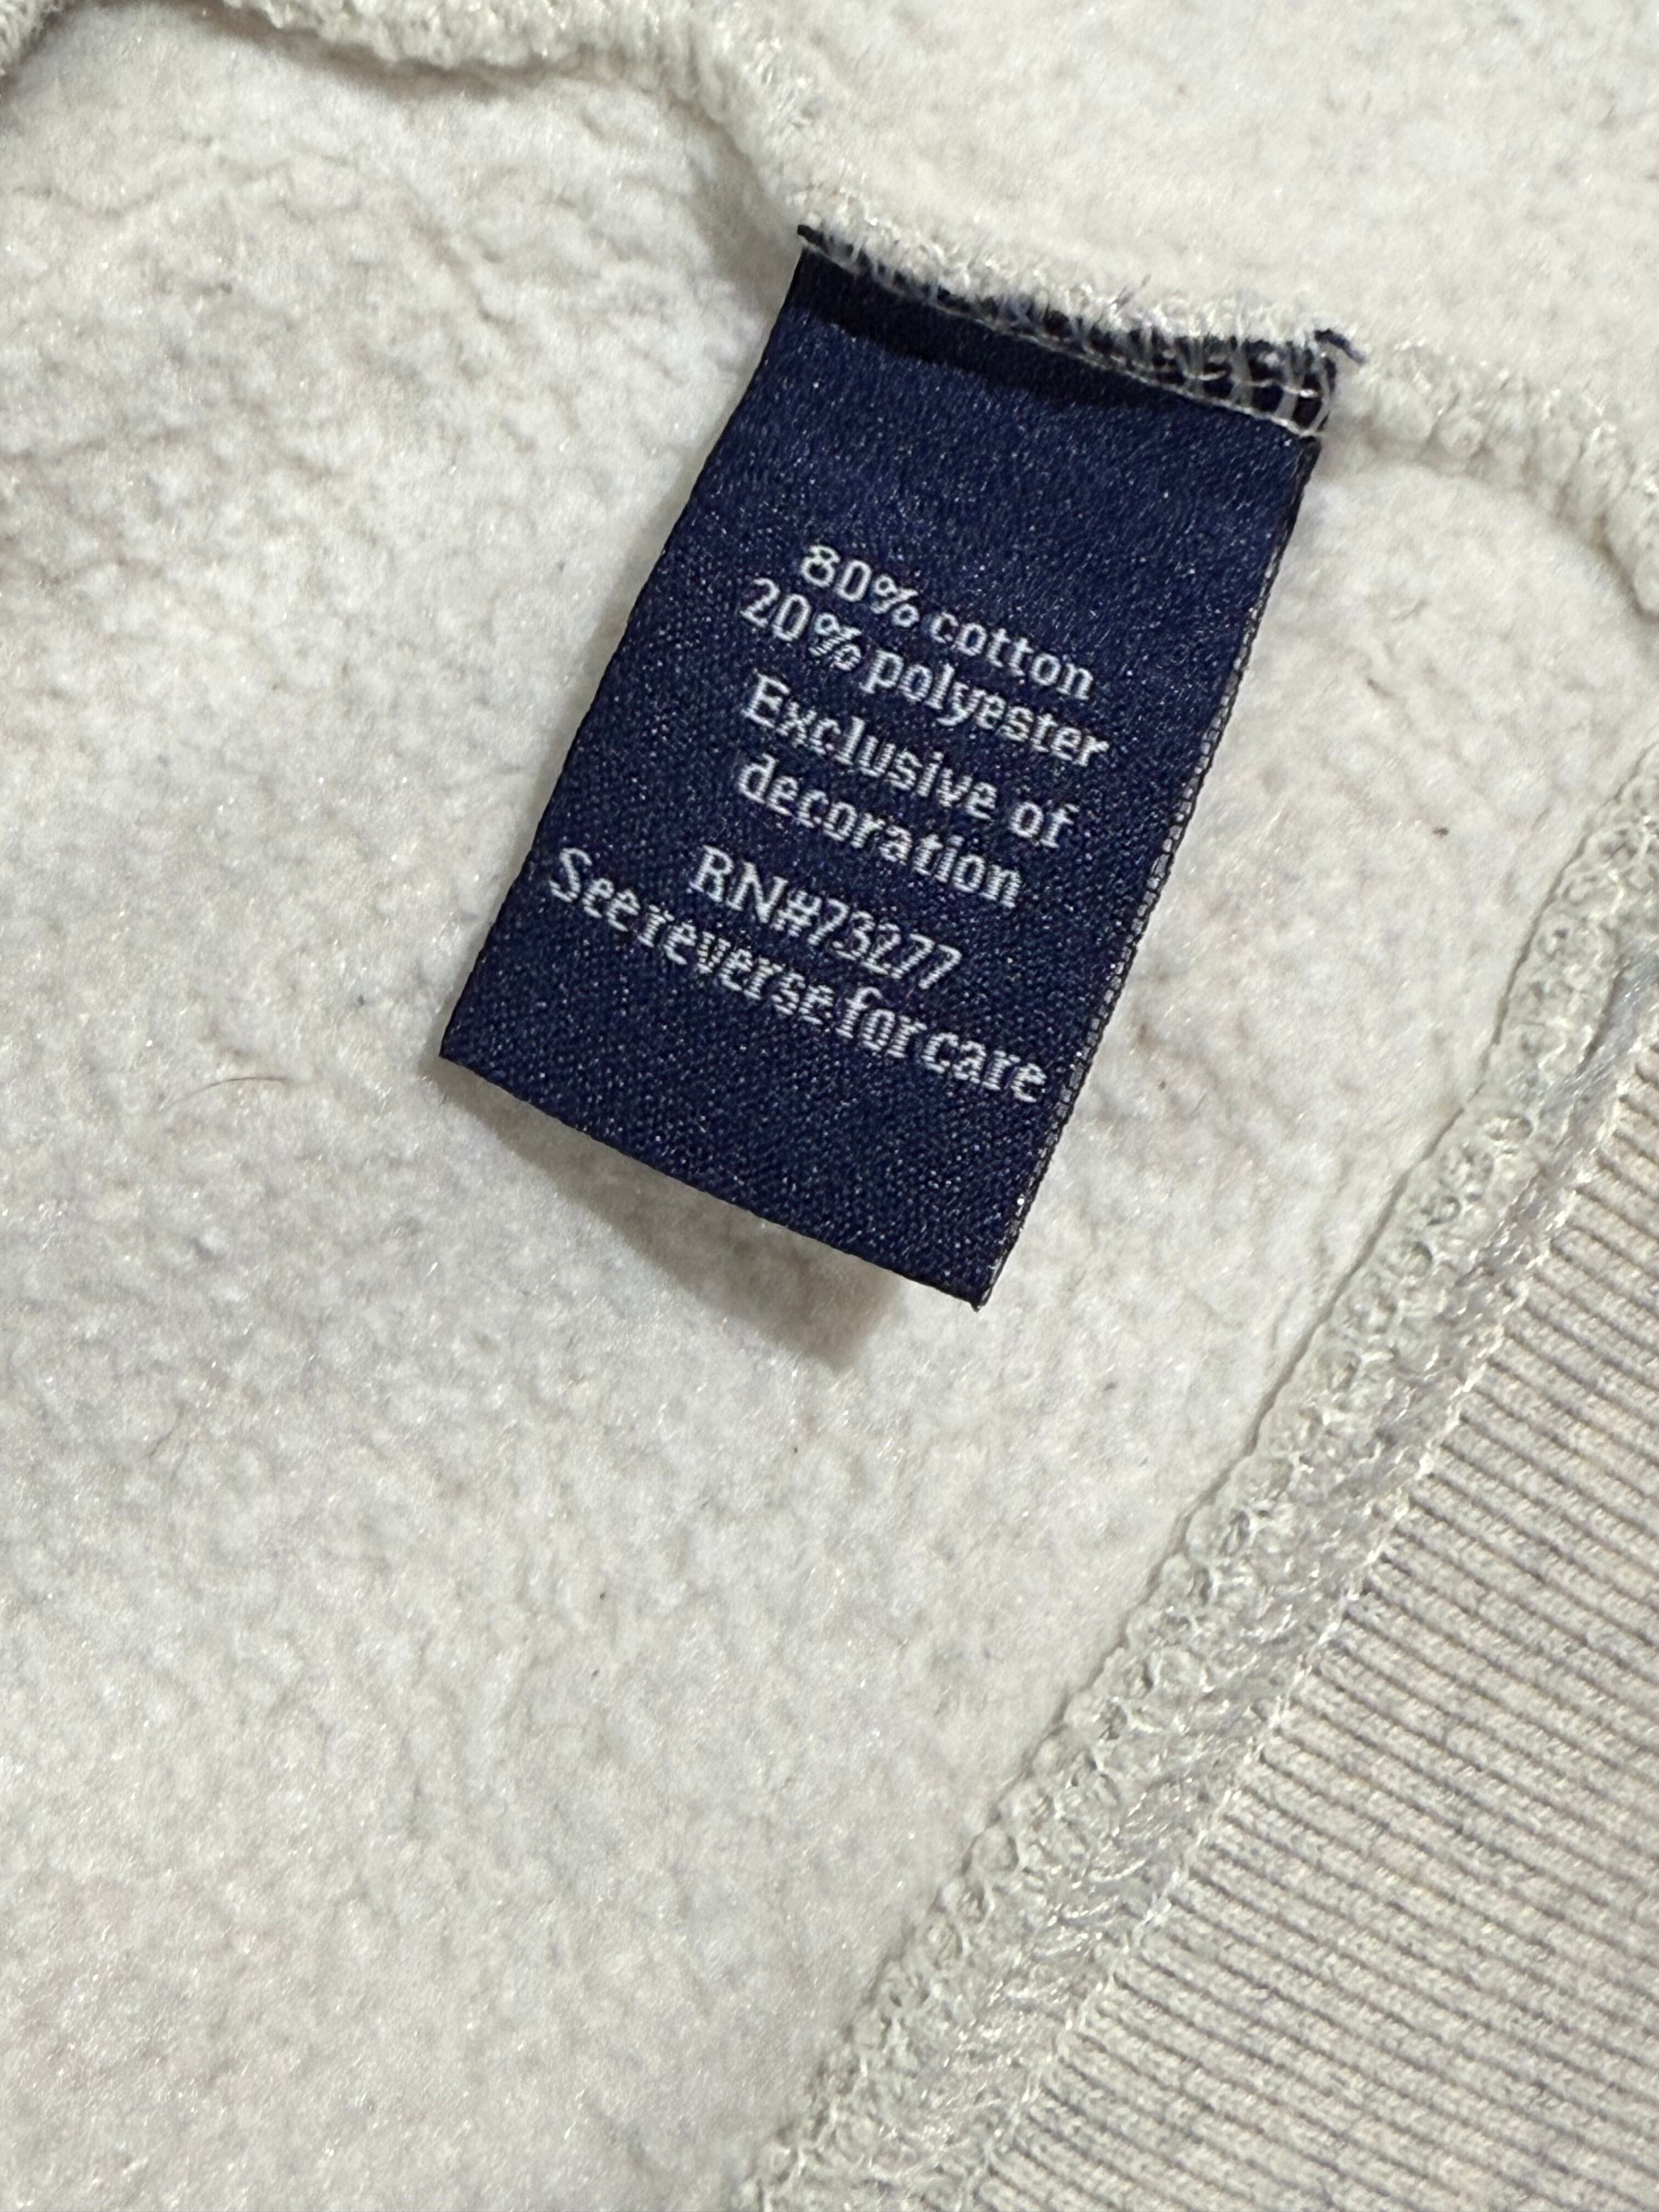 80% cotton
20% polyester
Exclusive of
decoration
RN#73277
See reverse for care